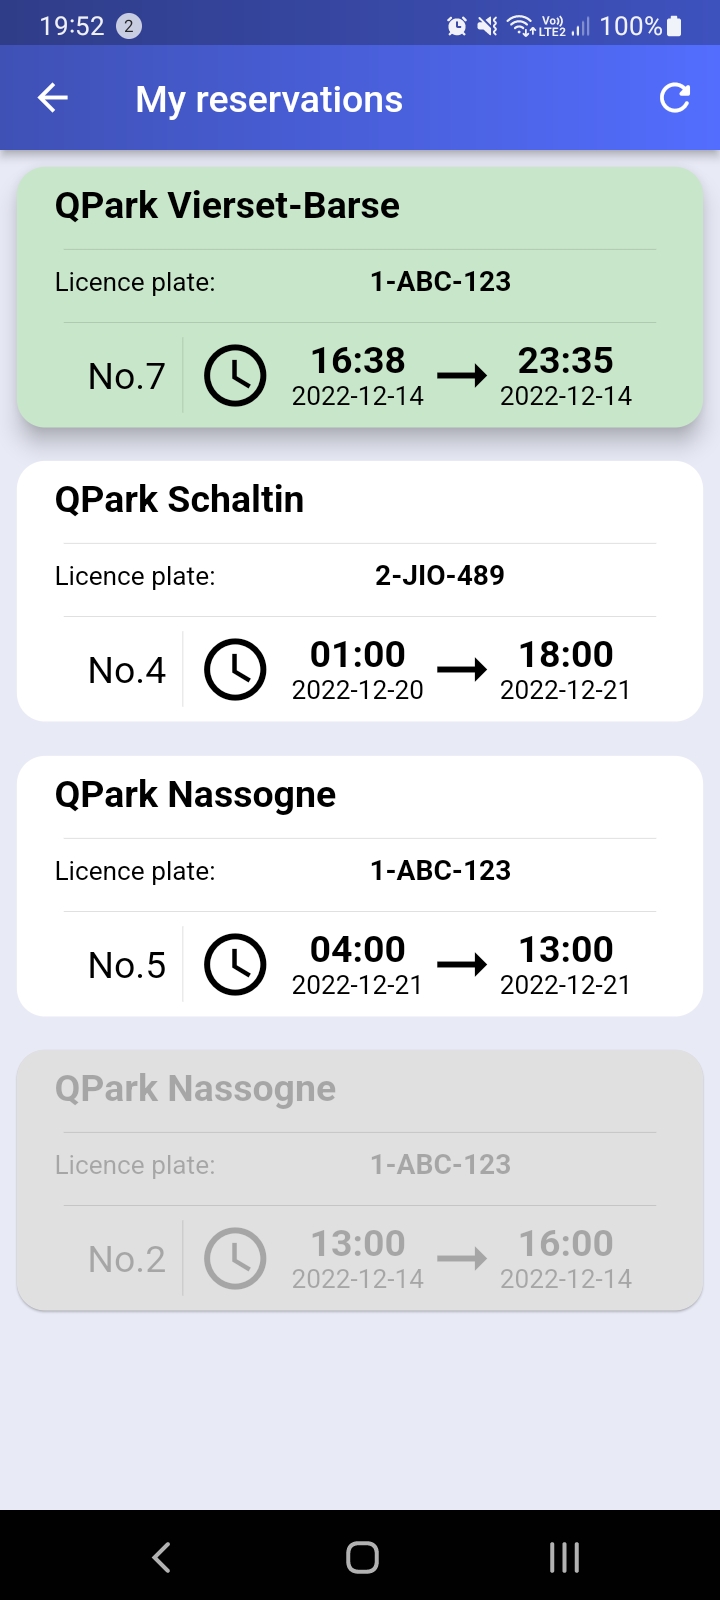 19:52 2 Vo) LTE2 100%
My reservations
QPark Vierset-Barse
Licence plate: 1-ABC-123
No.7 16:38 23:35
2022-12-14 2022-12-14
QPark Schaltin
Licence plate: 2-JIO-489
No.4 01:00 18:00
2022-12-20 2022-12-21
QPark Nassogne
Licence plate: 1-ABC-123
No.5 04:00 13:00
2022-12-21 2022-12-21
QPark Nassogne
Licence plate: 1-ABC-123
No.2 13:00 16:00
2022-12-14 2022-12-14